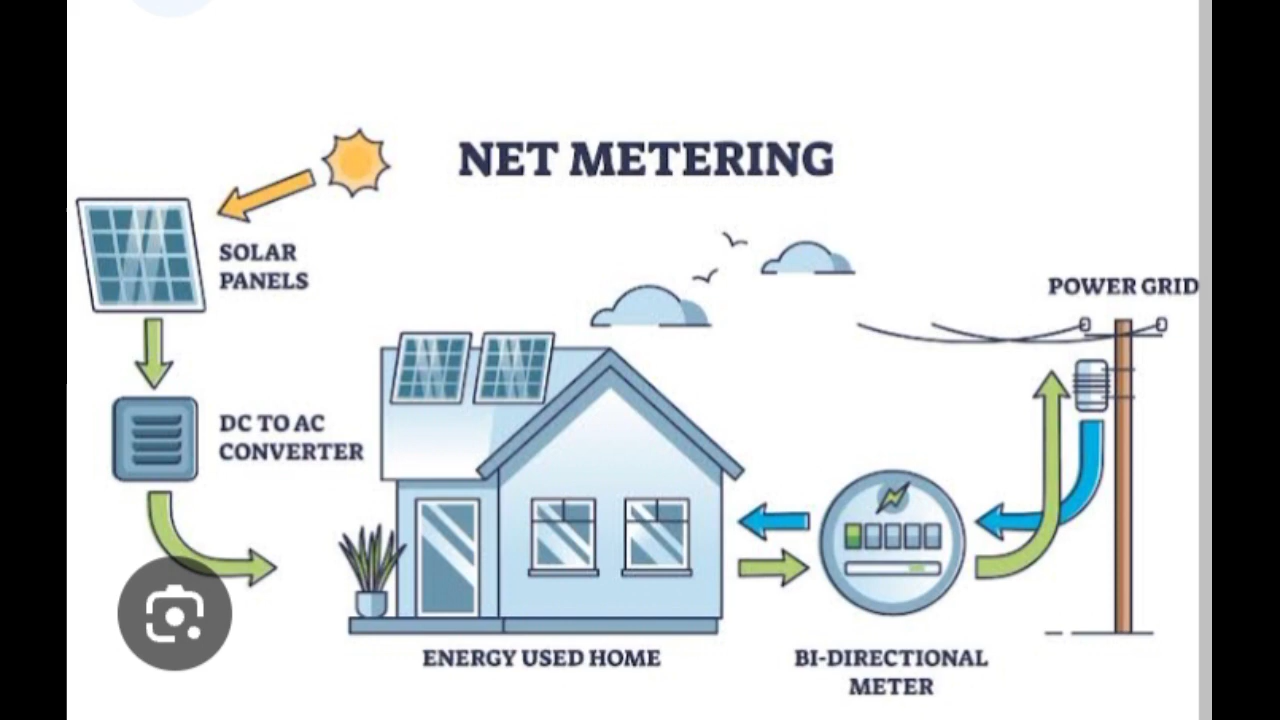 NET METERING
SOLAR
PANELS
POWER GRID
DC TO AC
CONVERTER
ENERGY USED HOME
BI-DIRECTIONAL
METER